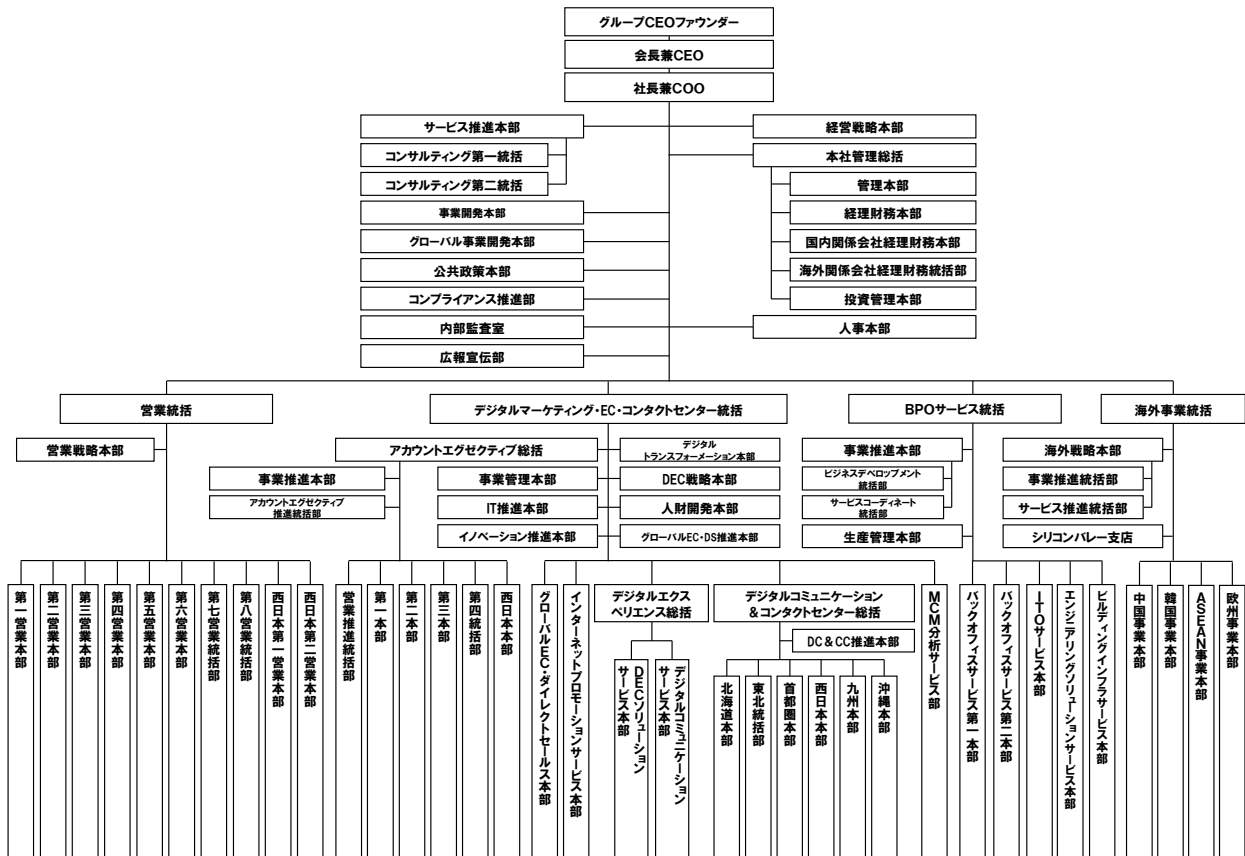 グループCEOファウンダー
会長兼CEO
社長兼COO
サービス推進本部
経営戦略本部
コンサルティング第一統括
本社管理総括
コンサルティング第二統括
管理本部
事業開発本部
経理財務本部
グローバル事業開発本部
国内関係会社経理財務本部
公共政策本部
海外関係会社経理財務統括部
コンプライアンス推進部
投資管理本部
内部監査室
人事本部
広報宣伝部
営業統括
デジタルマーケティング・EC・コンタクトセンター統括
BPOサービス統括
海外事業統括
営業戦略本部
アカウントエグゼクティブ総括
デジタル
トランスフォーメーション本部
事業推進本部
海外戦略本部
事業推進本部
事業管理本部
DEC戦略本部
ビジネスデベロップメント
統括部
事業推進統括部
アカウントエグゼクティブ
推進統括部
IT推進本部
人財開発本部
サービスコーディネート
統括部
サービス推進統括部
イノベーション推進本部
グローバルEC・DS推進本部
生産管理本部
シリコンバレー支店
第一営業本部
第二営業本部
第三営業本部
第四営業本部
第五営業本部
第六営業本部
第七営業統括部
第八営業統括部
西日本第一営業本部
西日本第二営業本部
営業推進統括部
第一本部
第二本部
第三本部
第四統括部
西日本本部
グローバルEC・ダイレクトセールス本部
インターネットプロモーションサービス本部
デジタルエクス
ペリエンス総括
DECソリューション
サービス本部
デジタルコミュニケーション
サービス本部
デジタルコミュニケーション
&コンタクトセンター総括
DC&CC推進本部
北海道本部
東北統括部
首都圏本部
西日本本部
九州本部
沖縄本部
MCM分析サービス部
バックオフィスサービス第一本部
バックオフィスサービス第二本部
ITOサービス本部
エンジニアリングソリューションサービス本部
ビルディングインフラサービス本部
中国事業本部
韓国事業本部
ASEAN事業本部
欧州事業本部